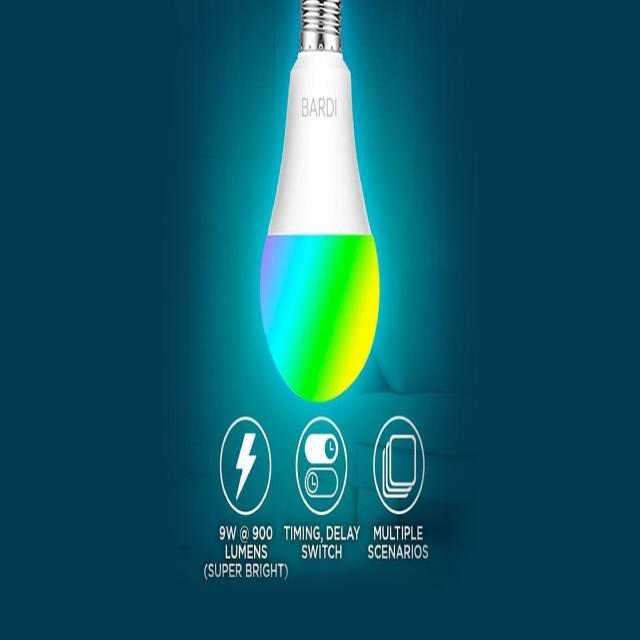 BARDI
9W @ 900
LUMENS
(SUPER BRIGHT)
TIMING, DELAY
SWITCH
MULTIPLE
SCENARIOS